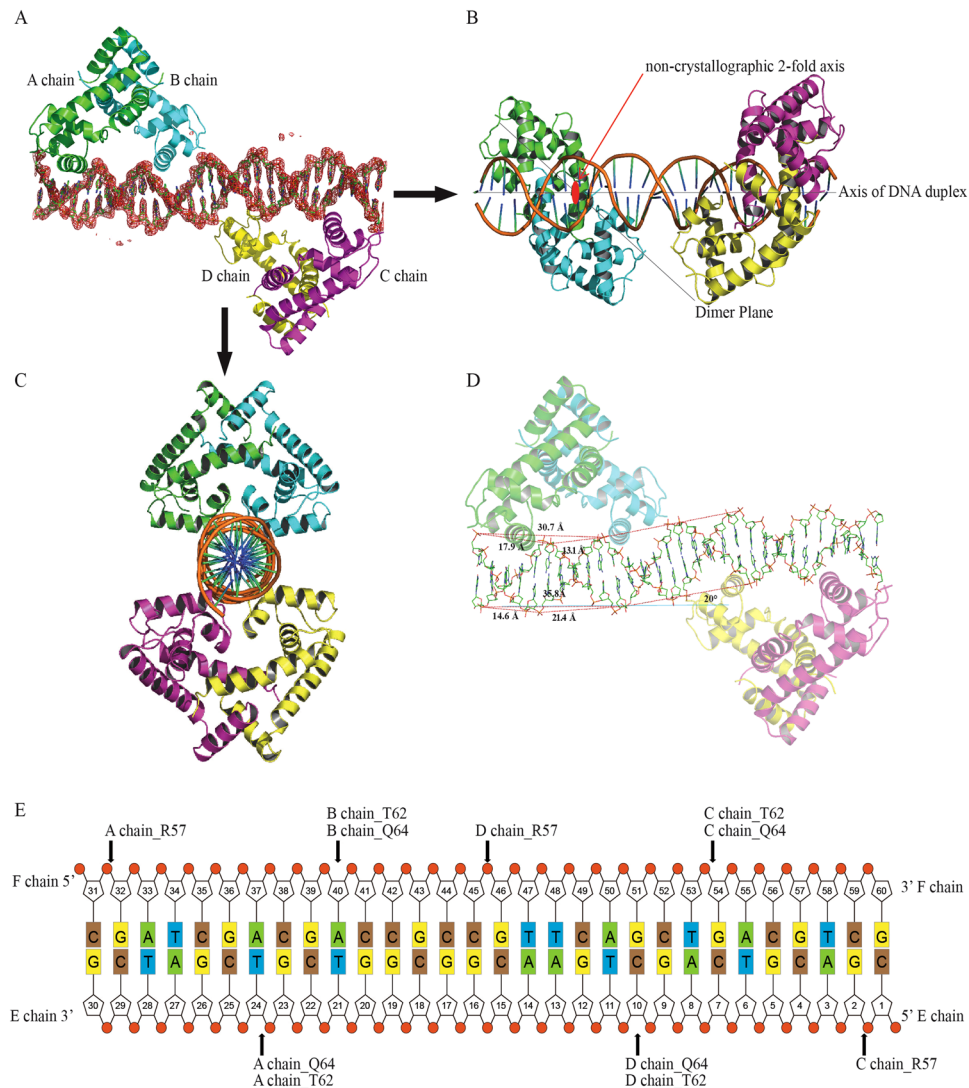 A
A chain
B chain
D chain
C chain
B
non-crystallographic 2-fold axis
Axis of DNA duplex
Dimer Plane
C
D
30.7 Å
17.9 Å
13.1 Å
35.8Å
20°
14.6 Å
21.4 Å
E
B chain_T62
C chain_T62
A chain_R57
B chain_Q64
D chain_R57
C chain_Q64
F chain 5’
3’ F chain
31 32 33 34 35 36 37 38 39 40 41 42 43 44 45 46 47 48 49 50 51 52 53 54 55 56 57 58 59 60
C G A T C G A C G A C C G C C G T T C A G C T G A C G T C G
G C T A G C T G C T G G C G G C A A G T C G A C T G C A G C
30 29 28 27 26 25 24 23 22 21 20 19 18 17 16 15 14 13 12 11 10 9 8 7 6 5 4 3 2 1
E chain 3’
5’ E chain
A chain_Q64
D chain_Q64
C chain_R57
A chain_T62
D chain_T62